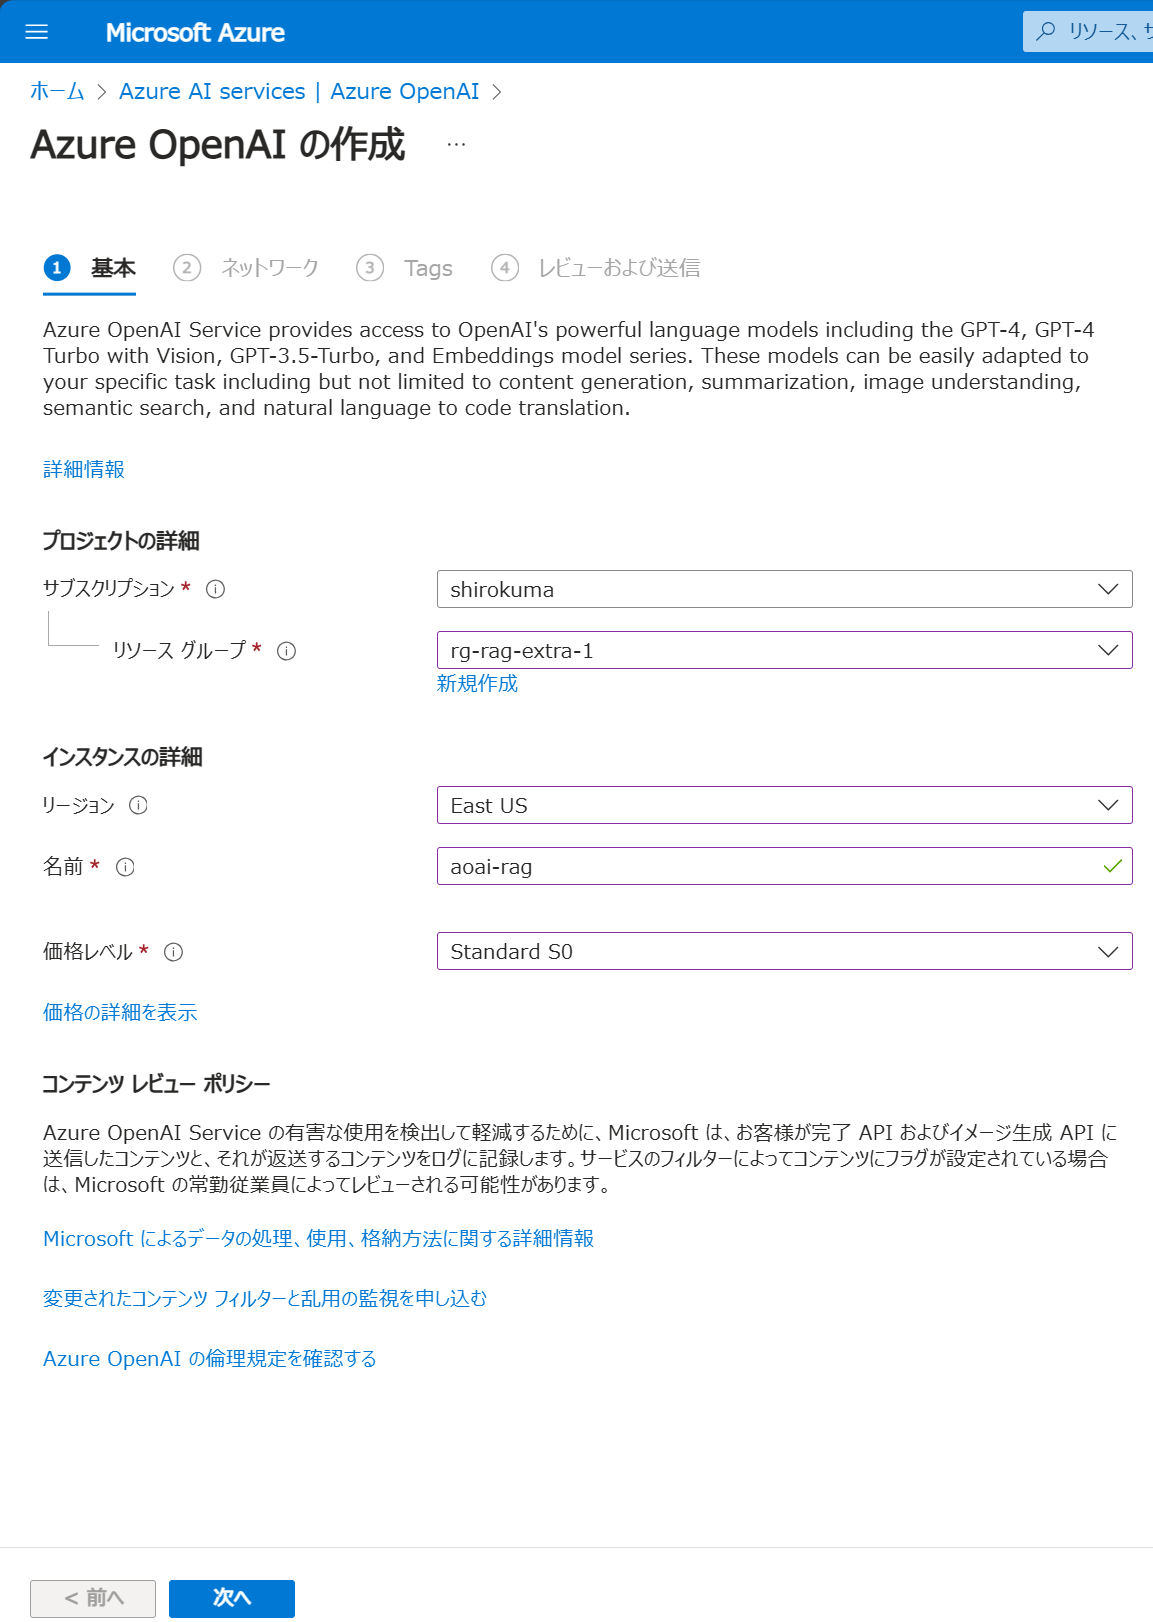 Microsoft Azure
リソース、サ
ホーム > Azure AI services | Azure OpenAI >
Azure OpenAI の作成 …
1 基本 2 ネットワーク 3 Tags 4 レビューおよび送信
Azure OpenAI Service provides access to OpenAI's powerful language models including the GPT-4, GPT-4
Turbo with Vision, GPT-3.5-Turbo, and Embeddings model series. These models can be easily adapted to
your specific task including but not limited to content generation, summarization, image understanding,
semantic search, and natural language to code translation.
詳細情報
プロジェクトの詳細
サブスクリプション * shirokuma
リソース グループ * rg-rag-extra-1
新規作成
インスタンスの詳細
リージョン East US
名前 * aoai-rag
価格レベル * Standard S0
価格の詳細を表示
コンテンツ レビュー ポリシー
Azure OpenAI Service の有害な使用を検出して軽減するために、Microsoft は、お客様が完了 API およびイメージ生成 API に
送信したコンテンツと、それが返送するコンテンツをログに記録します。サービスのフィルターによってコンテンツにフラグが設定されている場合
は、Microsoft の常勤従業員によってレビューされる可能性があります。
Microsoft によるデータの処理、使用、格納方法に関する詳細情報
変更されたコンテンツ フィルターと乱用の監視を申し込む
Azure OpenAI の倫理規定を確認する
< 前へ 次へ